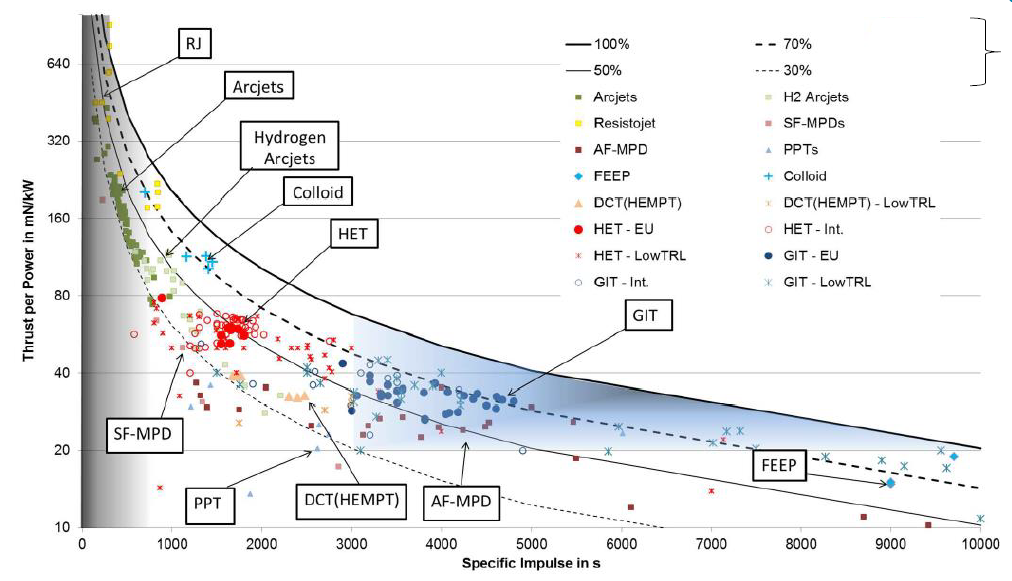 640
320
160
80
40
20
10
Thrust per Power in mN/kW
0
1000
2000
3000
4000
5000
6000
7000
8000
9000
10000
Specific Impulse in s
RJ
Arcjets
Hydrogen
Arcjets
Colloid
HET
GIT
SF-MPD
PPT
DCT(HEMPT)
AF-MPD
FEEP
100%
70%
50%
30%
Arcjets
H2 Arcjets
Resistojet
SF-MPDs
AF-MPD
PPTs
FEEP
Colloid
DCT(HEMPT)
DCT(HEMPT) - LowTRL
HET - EU
HET - Int.
HET - LowTRL
GIT - EU
GIT - Int.
GIT - LowTRL